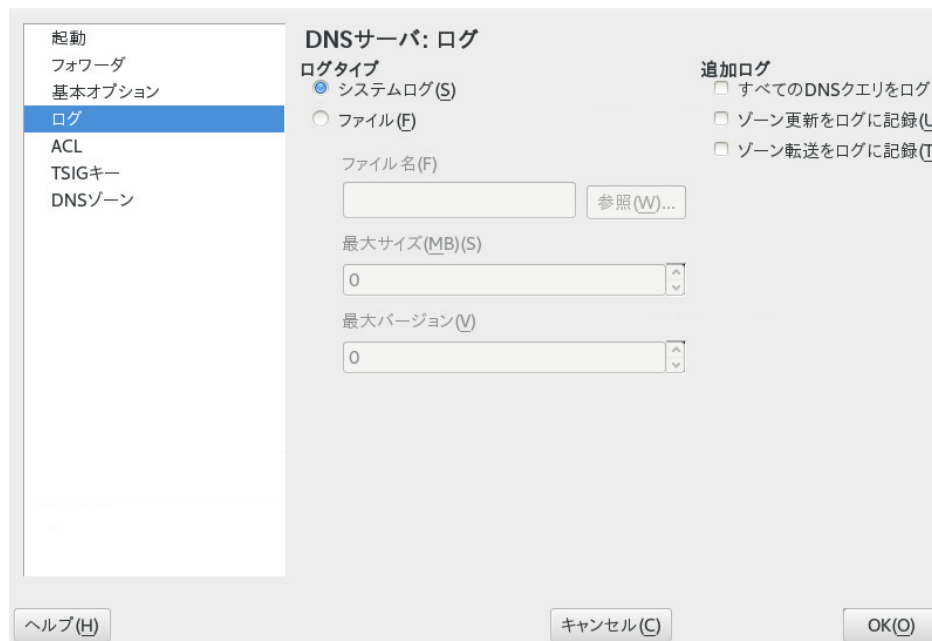 起動
フォワーダ
基本オプション
ログ
ACL
TSIGキー
DNSゾーン
DNSサーバ: ログ
ログタイプ
システムログ(S)
ファイル(F)
ファイル名(F)
参照(W)...
最大サイズ(MB)(S)
0
最大バージョン(V)
0
追加ログ
すべてのDNSクエリをログ
ゾーン更新をログに記録(U
ゾーン転送をログに記録(T
ヘルプ(H)
キャンセル(C)
OK(O)